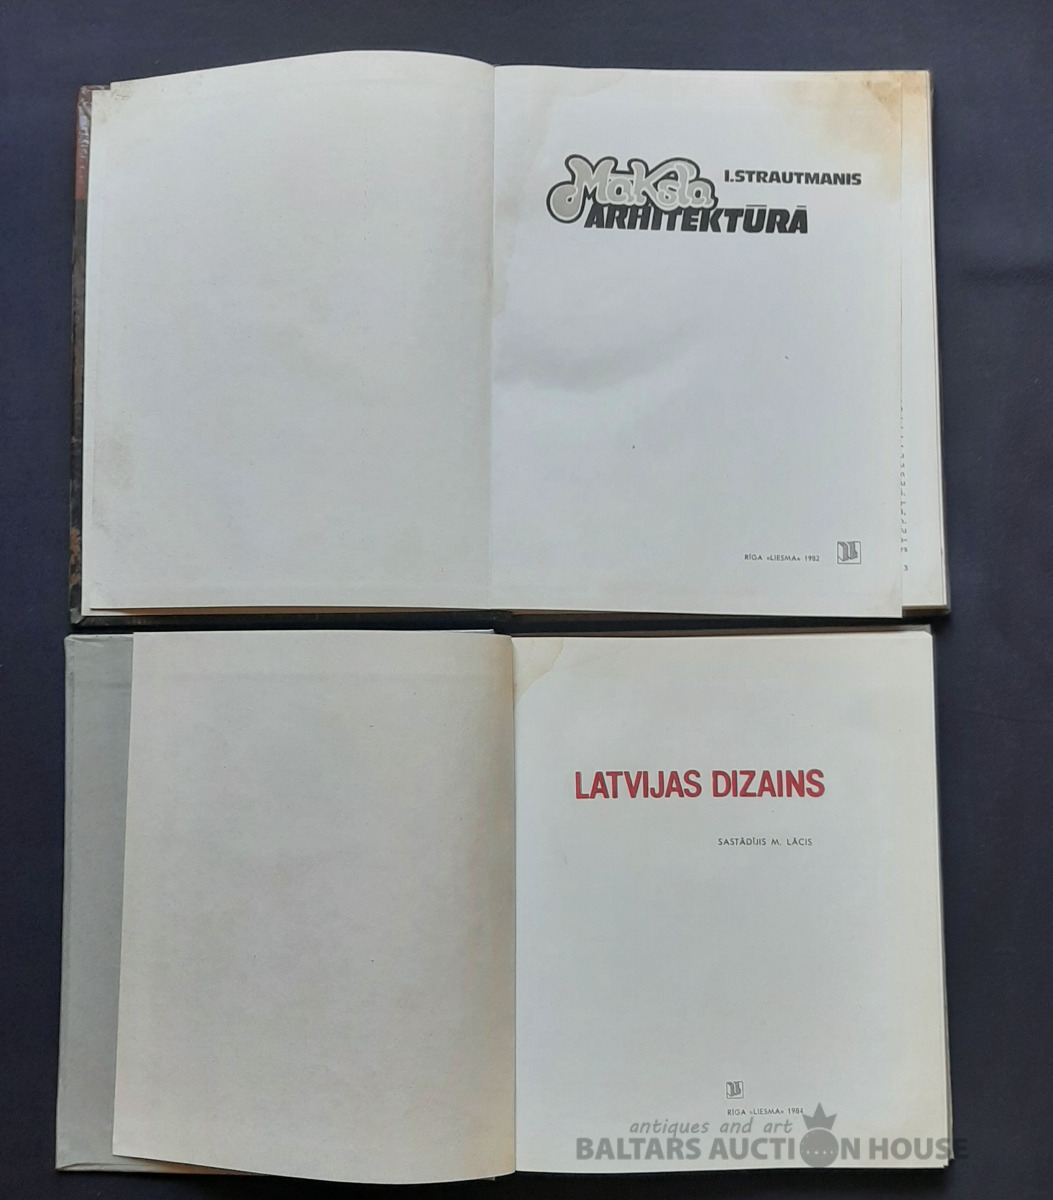 I.STRAUTMANIS
Māksla
ARHITEKTŪRĀ
RĪGA «LIESMA» 1982
3
LATVIJAS DIZAINS
SASTĀDĪJIS M. LĀCIS
RĪGA «LIESMA» 1984
antiques and art
BALTARS AUCTION HOUSE